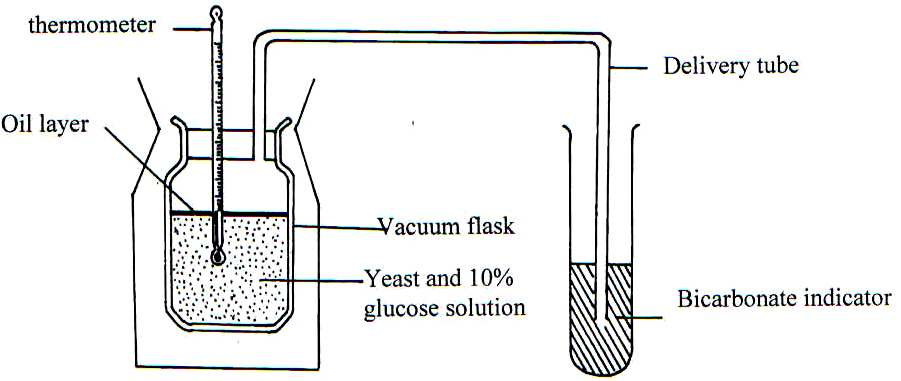 thermometer
Delivery tube
Oil layer
Vacuum flask
Yeast and 10%
glucose solution
Bicarbonate indicator